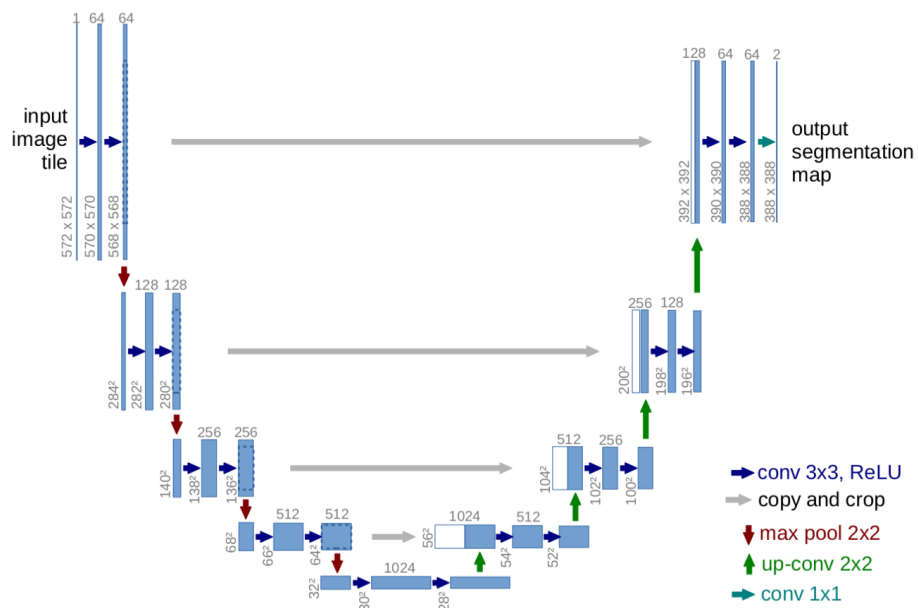 1 64 64
input
image
tile
572 x 572
570 x 570
568 x 568
128 64 64 2
392 x 392
390 x 390
388 x 388
388 x 388
output
segmentation
map
128 128
284²
282²
280²
256 128
200²
198²
196²
256 256
140²
138²
136²
512 256
104²
102²
100²
512 512
68²
66²
64²
1024 512
56²
54²
52²
1024
32²
30²
28²
conv 3x3, ReLU
copy and crop
max pool 2x2
up-conv 2x2
conv 1x1